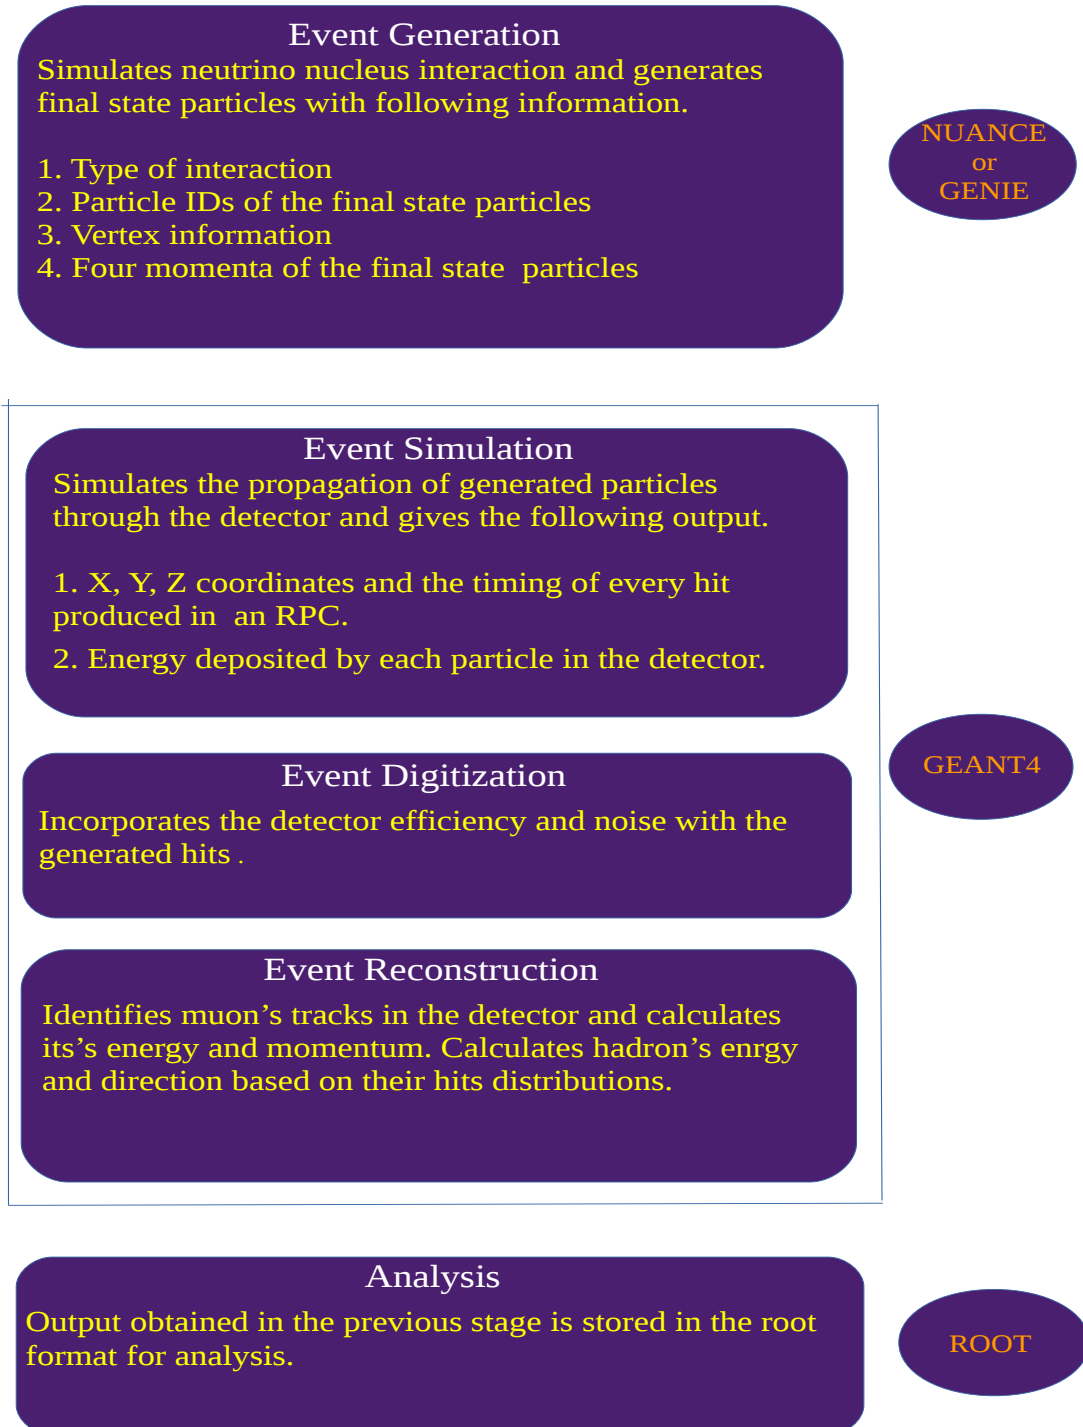 Event Generation
Simulates neutrino nucleus interaction and generates
final state particles with following information.
1. Type of interaction
2. Particle IDs of the final state particles
3. Vertex information
4. Four momenta of the final state particles
NUANCE
or
GENIE
Event Simulation
Simulates the propagation of generated particles
through the detector and gives the following output.
1. X, Y, Z coordinates and the timing of every hit
produced in an RPC.
2. Energy deposited by each particle in the detector.
Event Digitization
Incorporates the detector efficiency and noise with the
generated hits .
Event Reconstruction
Identifies muon’s tracks in the detector and calculates
its’s energy and momentum. Calculates hadron’s enrgy
and direction based on their hits distributions.
GEANT4
Analysis
Output obtained in the previous stage is stored in the root
format for analysis.
ROOT